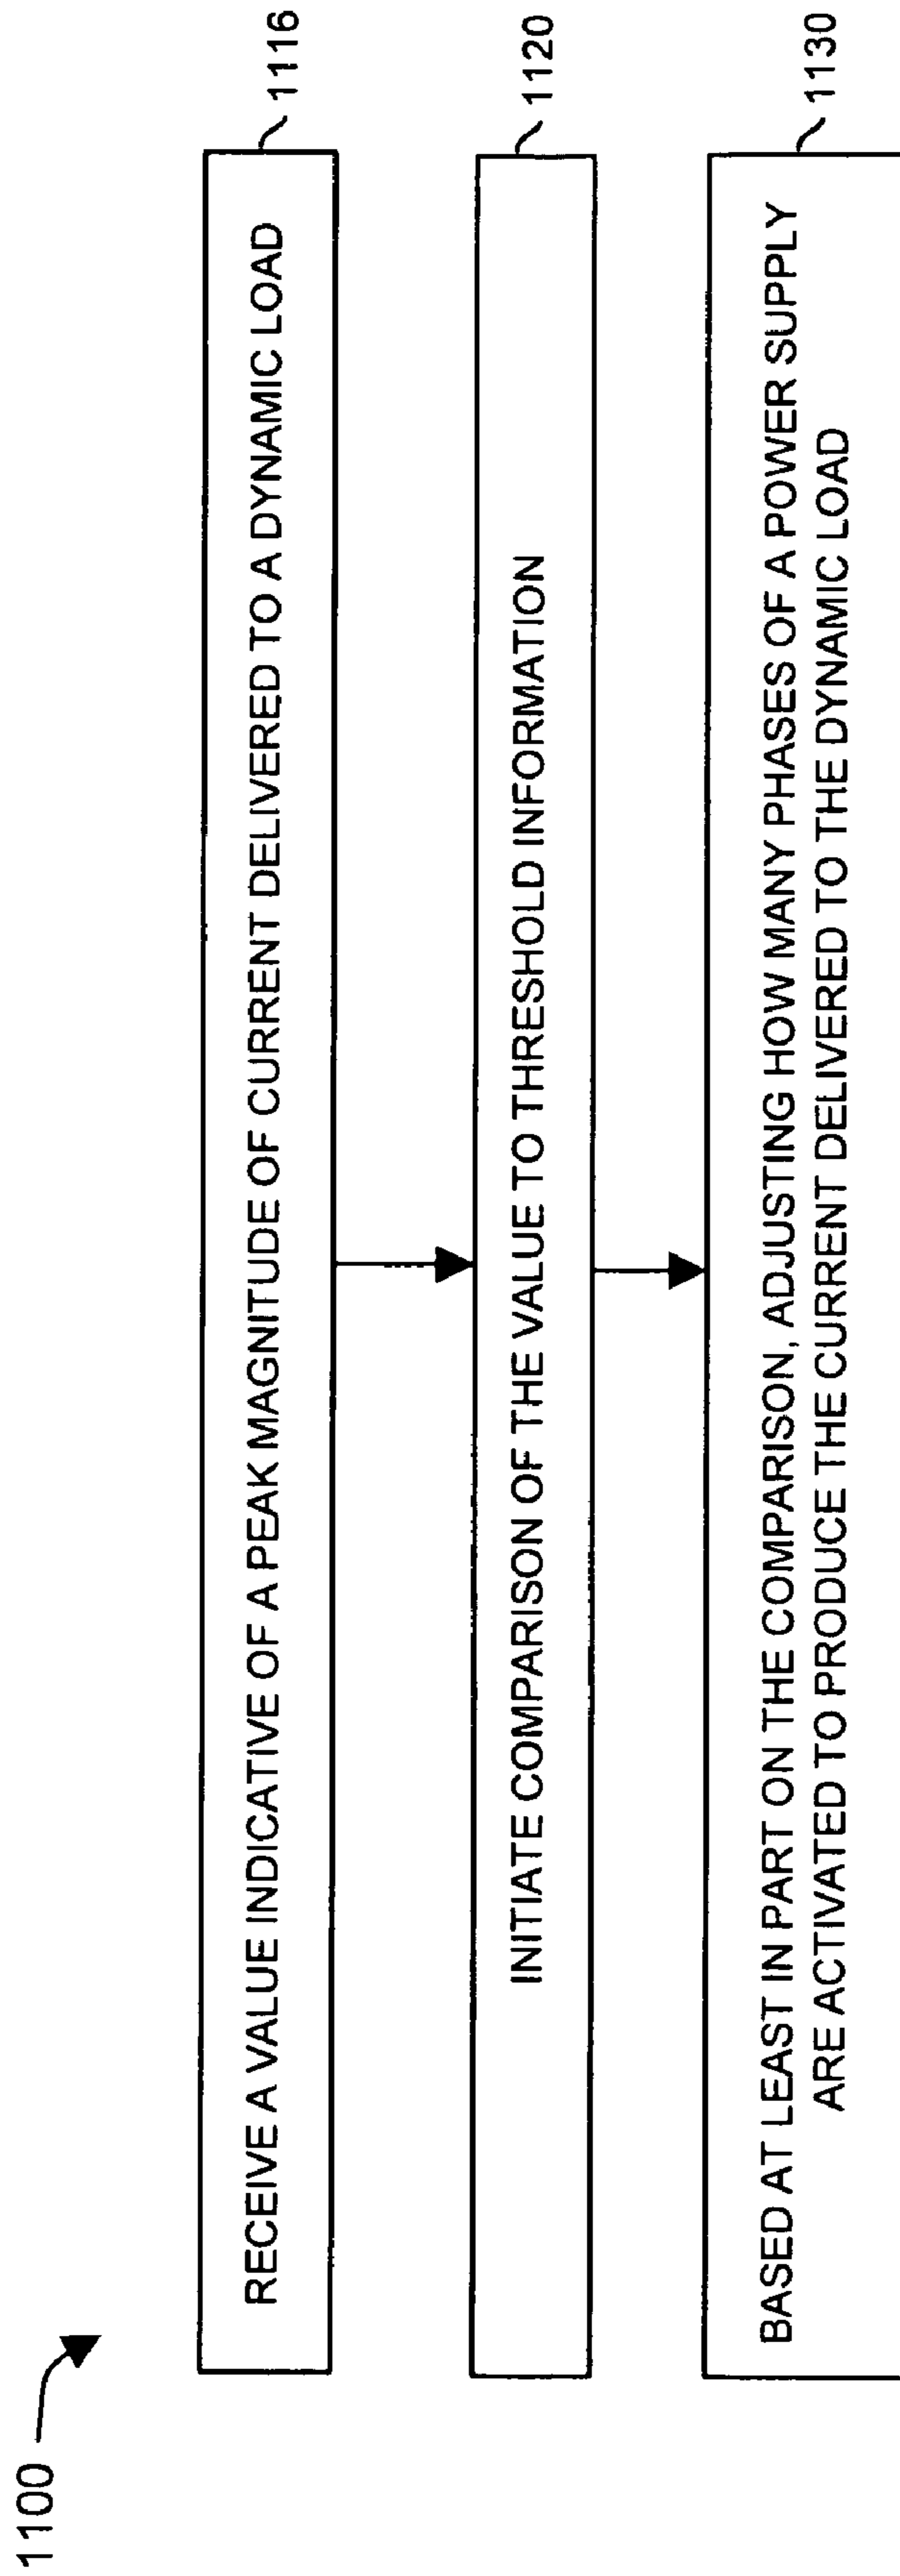 1100
RECEIVE A VALUE INDICATIVE OF A PEAK MAGNITUDE OF CURRENT DELIVERED TO A DYNAMIC LOAD
1116
INITIATE COMPARISON OF THE VALUE TO THRESHOLD INFORMATION
1120
BASED AT LEAST IN PART ON THE COMPARISON, ADJUSTING HOW MANY PHASES OF A POWER SUPPLY
ARE ACTIVATED TO PRODUCE THE CURRENT DELIVERED TO THE DYNAMIC LOAD
1130